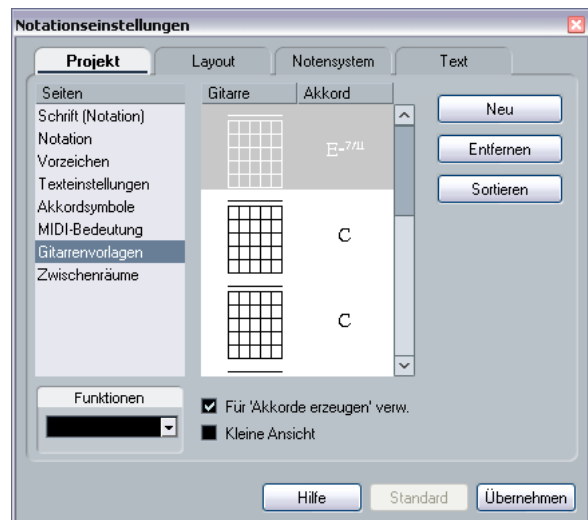 Notationseinstellungen
Projekt Layout Notensystem Text
Seiten Gitarre Akkord
Schrift (Notation)
Notation
Vorzeichen
Texteinstellungen
Akkordsymbole
MIDI-Bedeutung
Gitarrenvorlagen
Zwischenräume
E-7/11
C
C
Neu
Entfernen
Sortieren
Funktionen
Für 'Akkorde erzeugen' verw.
Kleine Ansicht
Hilfe Standard Übernehmen